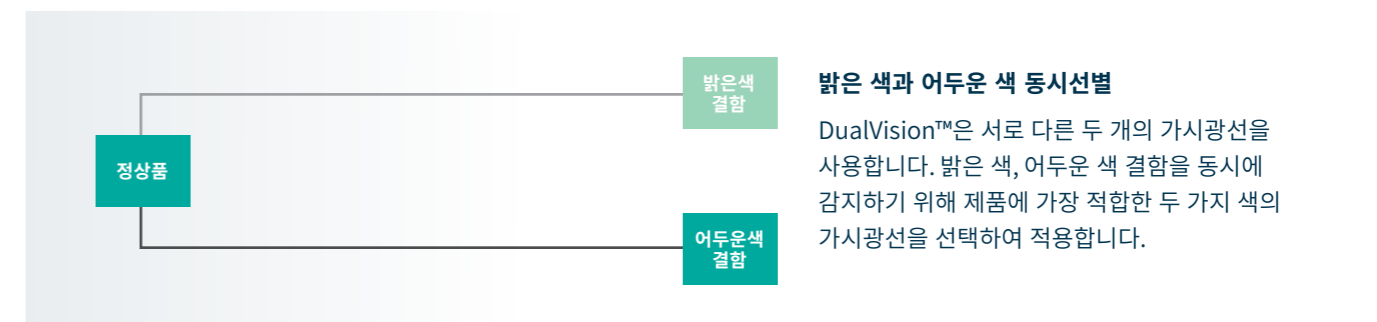 정상품
밝은색
결함
어두운색
결함
밝은 색과 어두운 색 동시선별
DualVision™은 서로 다른 두 개의 가시광선을
사용합니다. 밝은 색, 어두운 색 결함을 동시에
감지하기 위해 제품에 가장 적합한 두 가지 색의
가시광선을 선택하여 적용합니다.